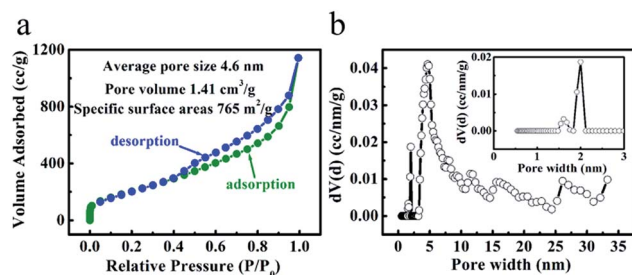 a
Volume Adsorbed (cc/g)
1200
800
400
0
Average pore size 4.6 nm
Pore volume 1.41 cm³/g
Specific surface areas 765 m²/g
desorption
adsorption
0.0 0.2 0.4 0.6 0.8 1.0
Relative Pressure (P/P₀)
b
dV(d) (cc/nm/g)
0.04
0.03
0.02
0.01
0.00
0 5 10 15 20 25 30 35
Pore width (nm)
dV(d) (cc/nm/g)
0.02
0.01
0.00
0 1 2 3
Pore width (nm)